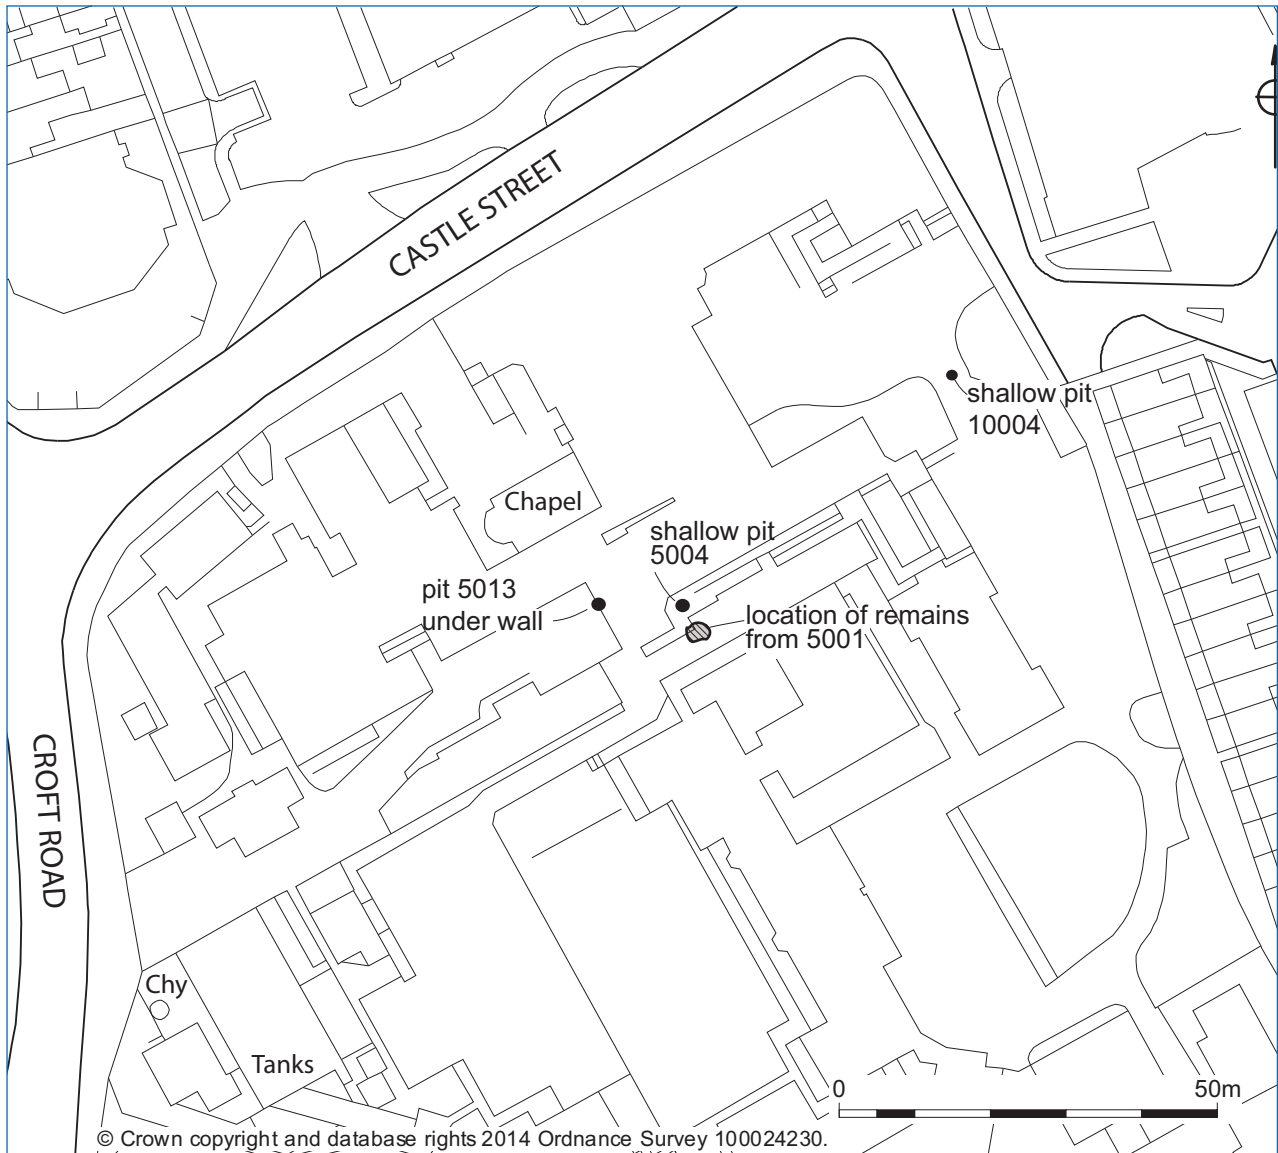 CASTLE STREET
shallow pit
10004
Chapel
shallow pit
5004
pit 5013
under wall
location of remains
from 5001
CROFT ROAD
Chy
Tanks
0 50m
© Crown copyright and database rights 2014 Ordnance Survey 100024230.